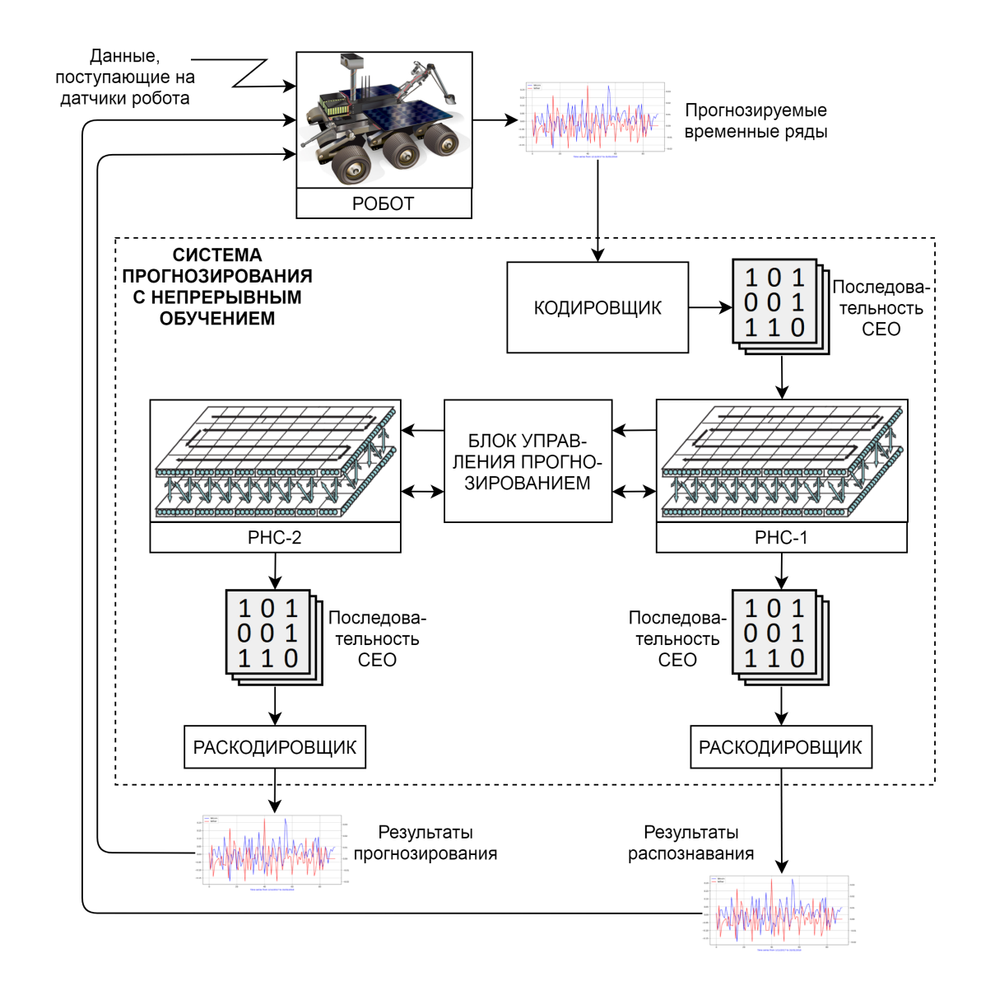 Данные,
поступающие на
датчики робота
РОБОТ
Прогнозируемые
временные ряды
СИСТЕМА
ПРОГНОЗИРОВАНИЯ
С НЕПРЕРЫВНЫМ
ОБУЧЕНИЕМ
КОДИРОВЩИК
1 0 1
0 0 1
1 1 0
Последова-
тельность
СЕО
БЛОК УПРАВ-
ЛЕНИЯ ПРОГНО-
ЗИРОВАНИЕМ
РНС-2
РНС-1
1 0 1
0 0 1
1 1 0
Последова-
тельность
СЕО
Последова-
тельность
СЕО
1 0 1
0 0 1
1 1 0
РАСКОДИРОВЩИК
РАСКОДИРОВЩИК
Результаты
прогнозирования
Результаты
распознавания